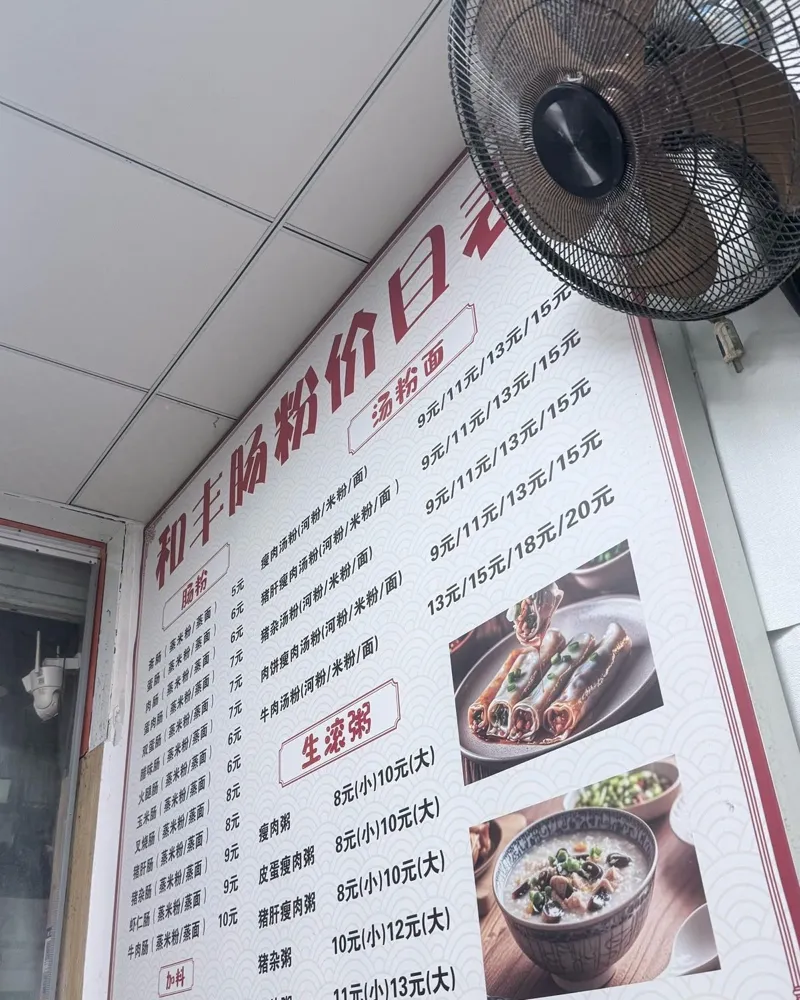 和丰肠粉价目表
肠粉
斋肠（蒸米粉/蒸面） 5元
蛋肠（蒸米粉/蒸面） 6元
肉肠（蒸米粉/蒸面） 6元
蛋肉肠（蒸米粉/蒸面） 7元
双蛋肠（蒸米粉/蒸面） 7元
腊味肠（蒸米粉/蒸面） 7元
火腿肠（蒸米粉/蒸面） 6元
玉米肠（蒸米粉/蒸面） 6元
叉烧肠（蒸米粉/蒸面） 8元
猪肝肠（蒸米粉/蒸面） 8元
猪杂肠（蒸米粉/蒸面） 9元
虾仁肠（蒸米粉/蒸面） 9元
牛肉肠（蒸米粉/蒸面） 10元
加料
汤粉面
瘦肉汤粉(河粉/米粉/面) 9元/11元/13元/15元
猪肝瘦肉汤粉(河粉/米粉/面) 9元/11元/13元/15元
猪杂汤粉(河粉/米粉/面) 9元/11元/13元/15元
肉饼瘦肉汤粉(河粉/米粉/面) 9元/11元/13元/15元
牛肉汤粉(河粉/米粉/面) 13元/15元/18元/20元
生滚粥
瘦肉粥 8元(小)10元(大)
皮蛋瘦肉粥 8元(小)10元(大)
猪肝瘦肉粥 8元(小)10元(大)
猪杂粥 10元(小)12元(大)
11元(小)13元(大)